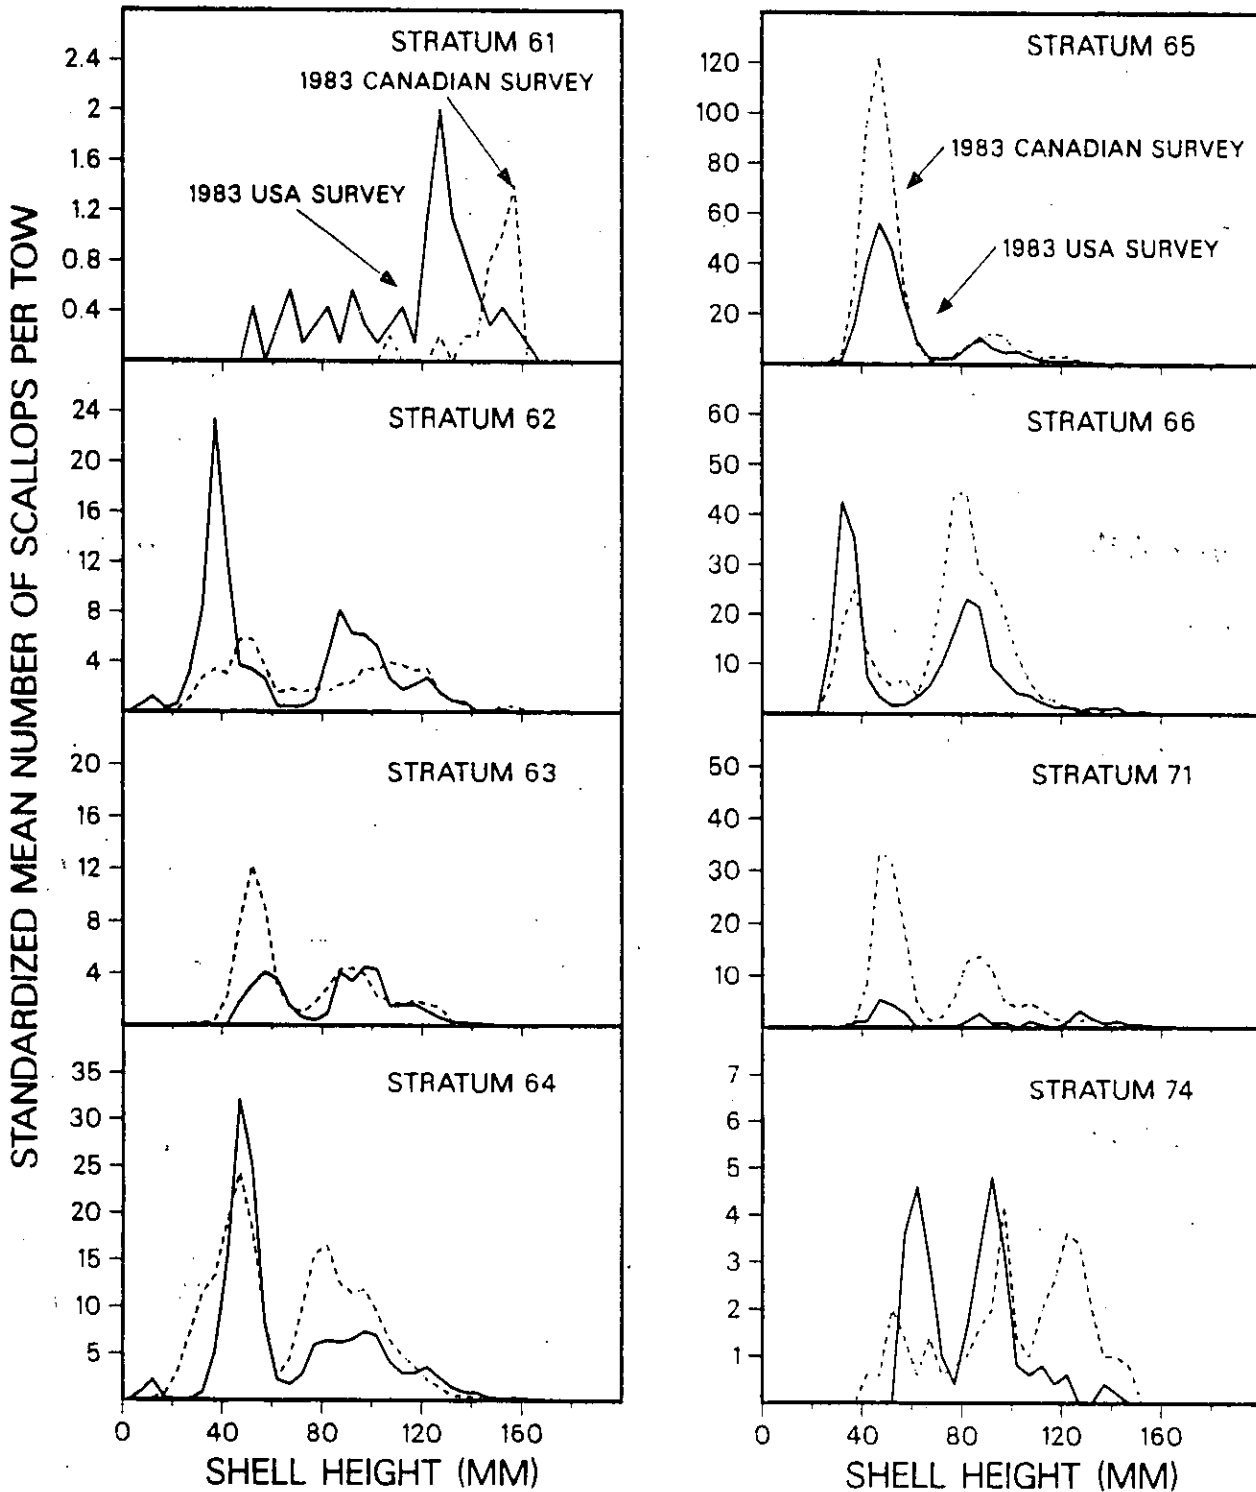 STANDARDIZED MEAN NUMBER OF SCALLOPS PER TOW
STRATUM 61
1983 CANADIAN SURVEY
1983 USA SURVEY
2.4
2
1.6
1.2
0.8
0.4
STRATUM 62
24
20
16
12
8
4
STRATUM 63
20
16
12
8
4
STRATUM 64
35
30
25
20
15
10
5
0 40 80 120 160
SHELL HEIGHT (MM)
STRATUM 65
1983 CANADIAN SURVEY
1983 USA SURVEY
120
100
80
60
40
20
STRATUM 66
60
50
40
30
20
10
STRATUM 71
50
40
30
20
10
STRATUM 74
7
6
5
4
3
2
1
0 40 80 120 160
SHELL HEIGHT (MM)